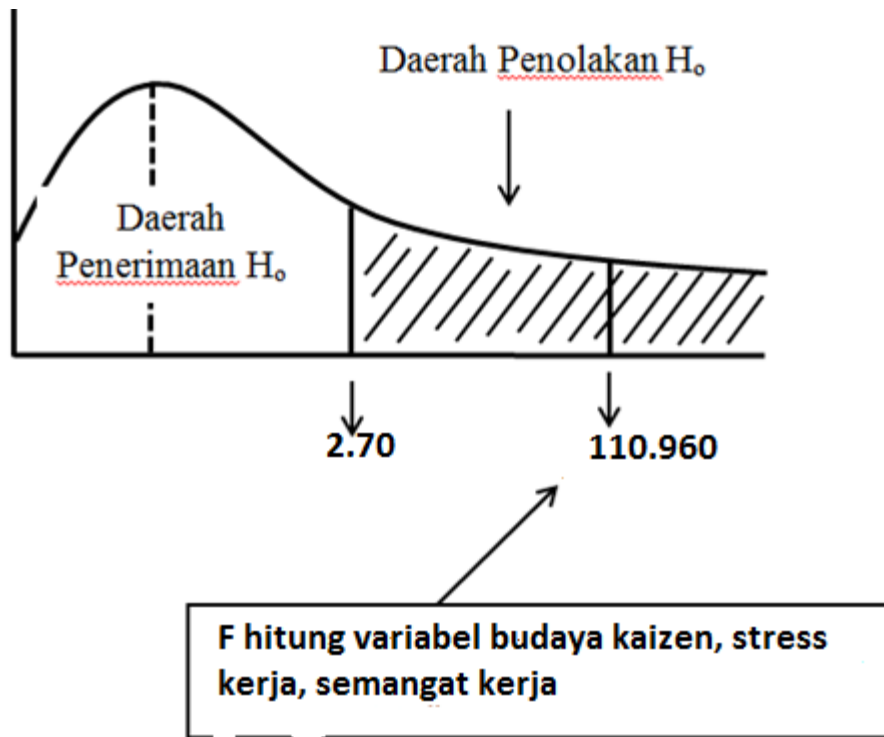 Daerah Penolakan Hₒ
Daerah
Penerimaan Hₒ
2.70
110.960
F hitung variabel budaya kaizen, stress
kerja, semangat kerja